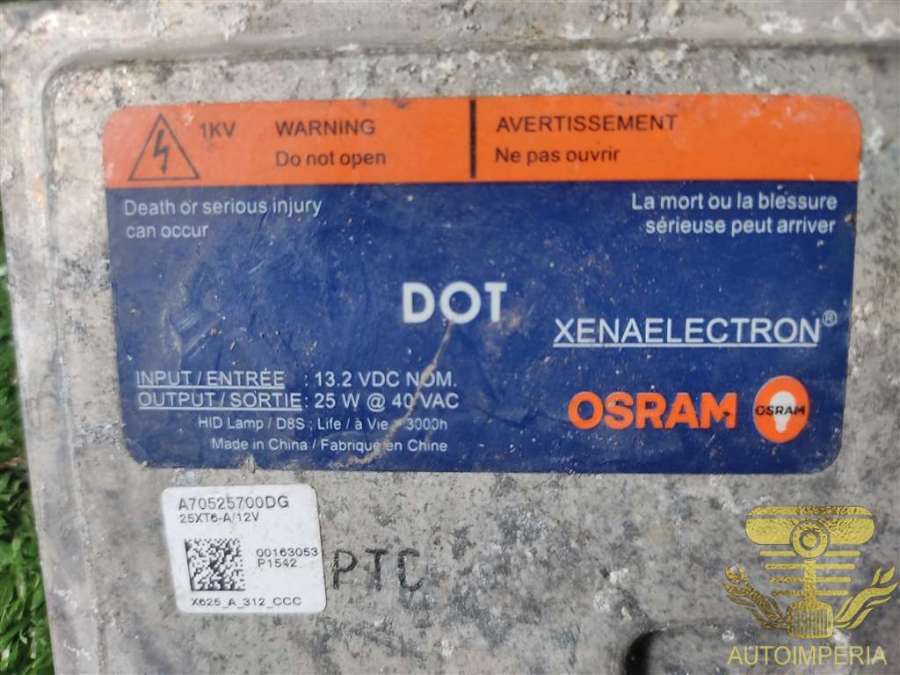 1KV
WARNING
Do not open
AVERTISSEMENT
Ne pas ouvrir
Death or serious injury
can occur
La mort ou la blessure
sérieuse peut arriver
DOT
XENAELECTRON®
INPUT / ENTRÉE : 13.2 VDC NOM.
OUTPUT / SORTIE : 25 W @ 40 VAC
HID Lamp / D8S ; Life / à Vie > 3000h
Made in China / Fabrique en Chine
OSRAM
OSRAM
A70525700DG
25XT6-A/12V
00163053
P1542
X625_A_312_CCC
PTC
AUTOIMPERIA